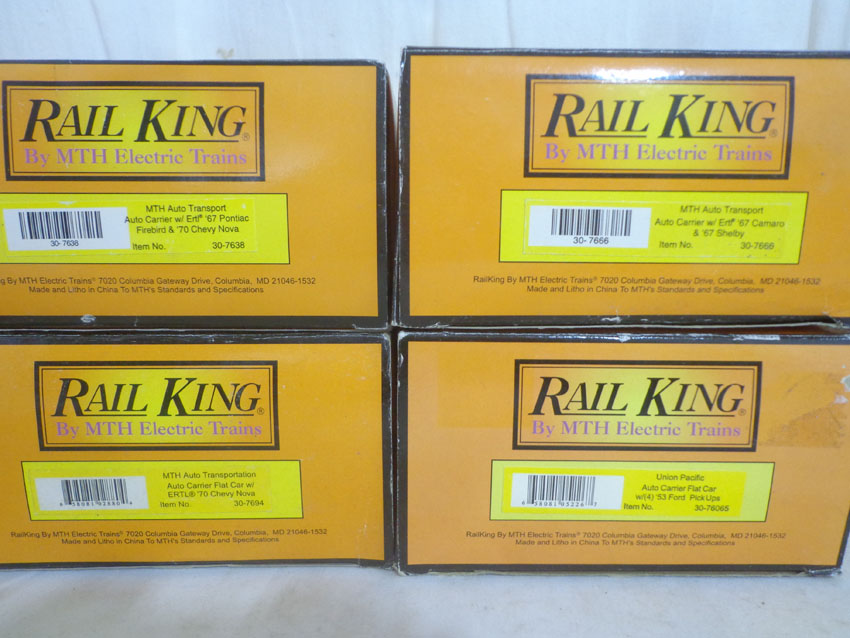 RAIL KING®
By MTH Electric Trains
MTH Auto Transport
Auto Carrier w/ Ertl® '67 Pontiac
Firebird & '70 Chevy Nova
30-7638
Item No. 30-7638
g By MTH Electric Trains® 7020 Columbia Gateway Drive, Columbia, MD 21046-1532
Made and Litho in China To MTH's Standards and Specifications
RAIL KING®
By MTH Electric Trains
MTH Auto Transport
Auto Carrier w/ Ertl® '67 Camaro
& '67 Shelby
30-7666
Item No. 30-7666
RailKing By MTH Electric Trains® 7020 Columbia Gateway Drive, Columbia, MD 21046-1532
Made and Litho in China To MTH's Standards and Specifications
RAIL KING®
By MTH Electric Trains
MTH Auto Transportation
Auto Carrier Flat Car w/
ERTL® '70 Chevy Nova
Item No. 30-7694
RailKing By MTH Electric Trains® 7020 Columbia Gateway Drive, Columbia, MD 21046-1532
Made and Litho in China To MTH's Standards and Specifications
RAIL KING®
By MTH Electric Trains
Union Pacific
Auto Carrier Flat Car
w/(4) '53 Ford PickUps
Item No. 30-76065
RailKing By MTH Electric Trains® 7020 Columbia Gateway Drive, Columbia, MD 21046-1532
Made and Litho in China To MTH's Standards and Specifications